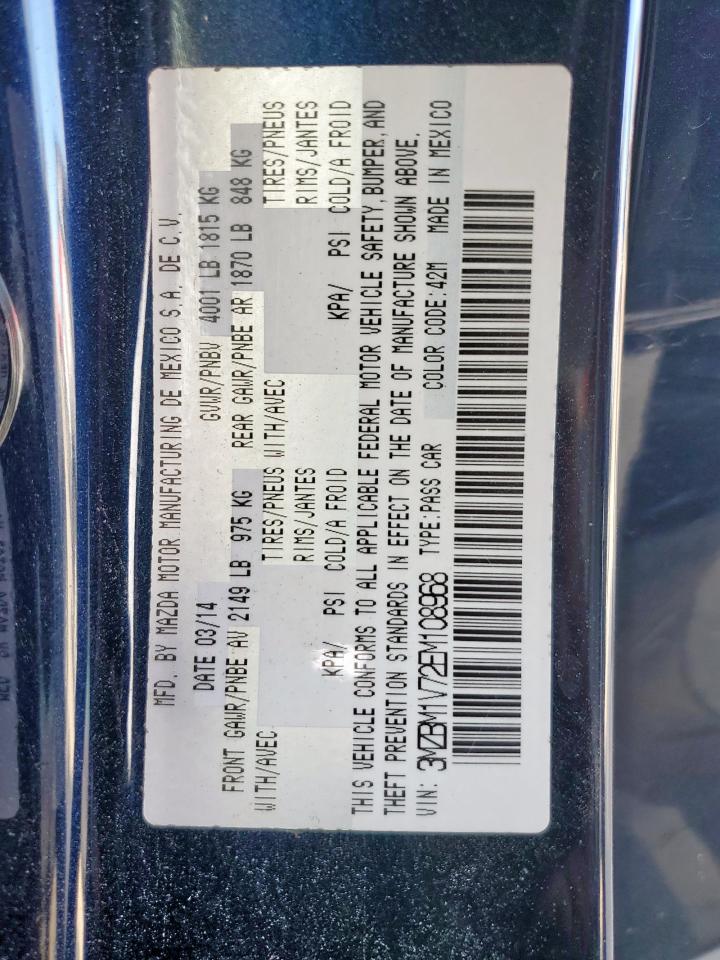 MFD. BY MAZDA MOTOR MANUFACTURING DE MEXICO S.A. DE C.V.
DATE 03/14 GVWR/PNBV 4001 LB 1815 KG
FRONT GAWR/PNBE AV 2149 LB 975 KG REAR GAWR/PNBE AR 1870 LB 848 KG
WITH/AVEC TIRES/PNEUS WITH/AVEC TIRES/PNEUS
RIMS/JANTES RIMS/JANTES
KPA/ PSI COLD/A FROID KPA/ PSI COLD/A FROID
THIS VEHICLE CONFORMS TO ALL APPLICABLE FEDERAL MOTOR VEHICLE SAFETY, BUMPER, AND
THEFT PREVENTION STANDARDS IN EFFECT ON THE DATE OF MANUFACTURE SHOWN ABOVE.
VIN: 3MZBM1V72EM108968 TYPE:PASS CAR COLOR CODE:42M MADE IN MEXICO